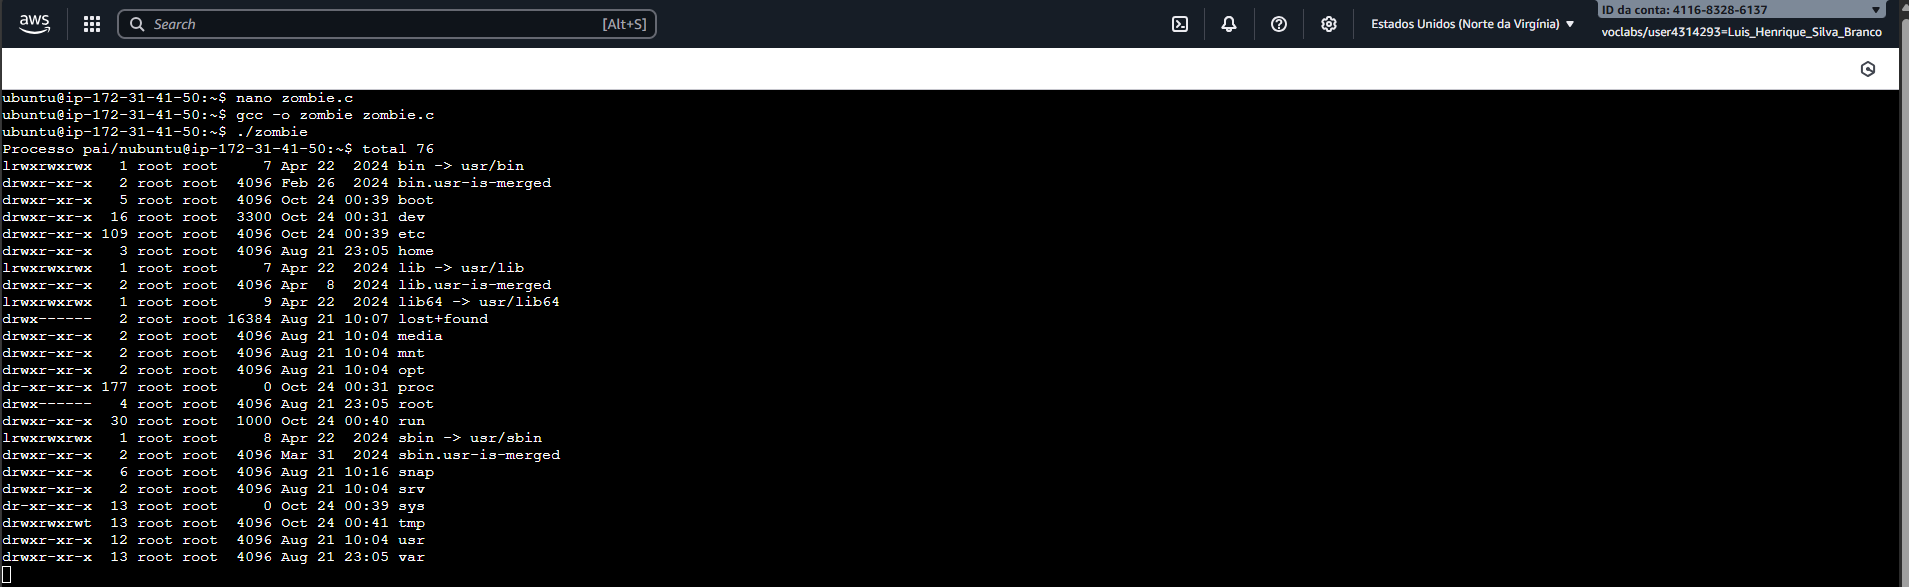 aws
Search [Alt+S]
Estados Unidos (Norte da Virgínia)
ID da conta: 4116-8328-6137
voclabs/user4314293=Luis_Henrique_Silva_Branco
ubuntu@ip-172-31-41-50:~$ nano zombie.c
ubuntu@ip-172-31-41-50:~$ gcc -o zombie zombie.c
ubuntu@ip-172-31-41-50:~$ ./zombie
Processo pai/nubuntu@ip-172-31-41-50:~$ total 76
lrwxrwxrwx   1 root root     7 Apr 22  2024 bin -> usr/bin
drwxr-xr-x   2 root root  4096 Feb 26  2024 bin.usr-is-merged
drwxr-xr-x   5 root root  4096 Oct 24 00:39 boot
drwxr-xr-x  16 root root  3300 Oct 24 00:31 dev
drwxr-xr-x 109 root root  4096 Oct 24 00:39 etc
drwxr-xr-x   3 root root  4096 Aug 21 23:05 home
lrwxrwxrwx   1 root root     7 Apr 22  2024 lib -> usr/lib
drwxr-xr-x   2 root root  4096 Apr  8  2024 lib.usr-is-merged
lrwxrwxrwx   1 root root     9 Apr 22  2024 lib64 -> usr/lib64
drwx------   2 root root 16384 Aug 21 10:07 lost+found
drwxr-xr-x   2 root root  4096 Aug 21 10:04 media
drwxr-xr-x   2 root root  4096 Aug 21 10:04 mnt
drwxr-xr-x   2 root root  4096 Aug 21 10:04 opt
dr-xr-xr-x 177 root root     0 Oct 24 00:31 proc
drwx------   4 root root  4096 Aug 21 23:05 root
drwxr-xr-x  30 root root  1000 Oct 24 00:40 run
lrwxrwxrwx   1 root root     8 Apr 22  2024 sbin -> usr/sbin
drwxr-xr-x   2 root root  4096 Mar 31  2024 sbin.usr-is-merged
drwxr-xr-x   6 root root  4096 Aug 21 10:16 snap
drwxr-xr-x   2 root root  4096 Aug 21 10:04 srv
dr-xr-xr-x  13 root root     0 Oct 24 00:39 sys
drwxrwxrwt  13 root root  4096 Oct 24 00:41 tmp
drwxr-xr-x  12 root root  4096 Aug 21 10:04 usr
drwxr-xr-x  13 root root  4096 Aug 21 23:05 var